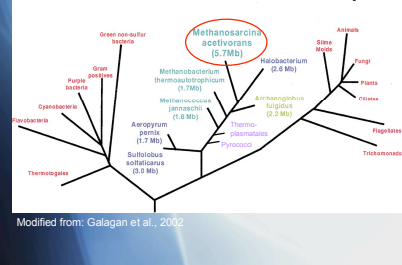 Methanosarcina
acetivorans
(5.7Mb)
Green non-sulfur
bacteria
Gram
positives
Purple
bacteria
Cyanobacteria
Flavobacteria
Thermotogales
Methanobacterium
thermoautotrophicum
(1.7Mb)
Methanococcus
jannaschii
(1.6 Mb)
Aeropyrum
pernix
(1.7 Mb)
Sulfolobus
solfataricus
(3.0 Mb)
Halobacterium
(2.6 Mb)
Archaeoglobus
fulgidus
(2.2 Mb)
Thermo-
plasmatales
Pyrococci
Animals
Slime
Molds
Fungi
Plants
Ciliates
Flagellates
Trichomonads
Modified from: Galagan et al., 2002